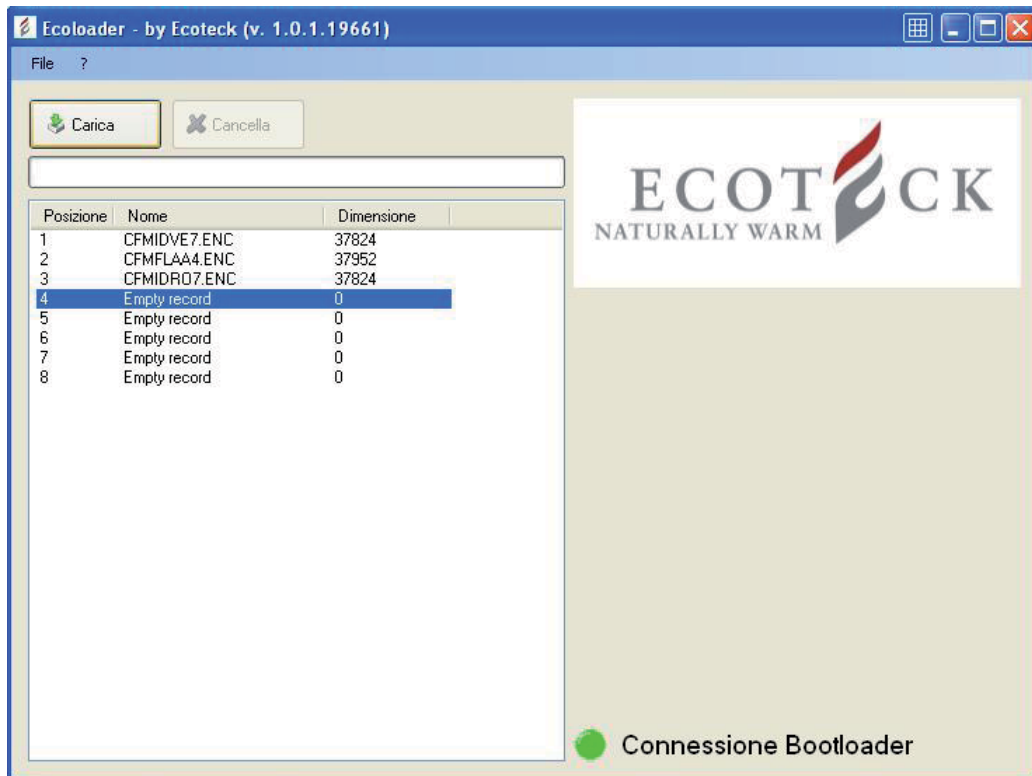 Ecoloader - by Ecoteck (v. 1.0.1.19661)
File ?
Carica Cancella
ECOTECK
NATURALLY WARM
Posizione Nome Dimensione
1 CFMIDVE7.ENC 37824
2 CFMFLAA4.ENC 37952
3 CFMIDRO7.ENC 37824
4 Empty record 0
5 Empty record 0
6 Empty record 0
7 Empty record 0
8 Empty record 0
Connessione Bootloader